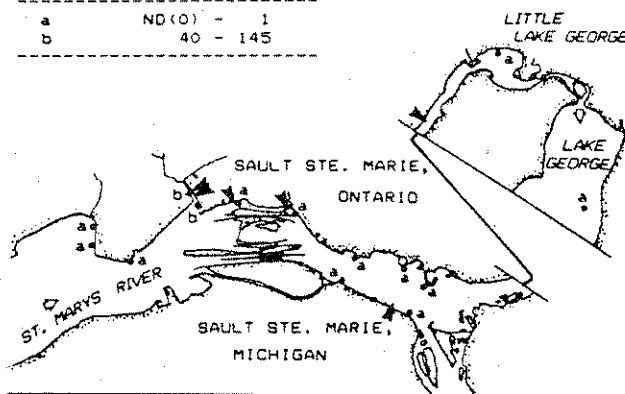 a ND(0) - 1
b 40 - 145
LITTLE
LAKE GEORGE
a
LAKE
GEORGE
a
SAULT STE. MARIE,
ONTARIO
b
a
a
b
a
a
a
a
a
a
a
a
ST. MARYS RIVER
SAULT STE. MARIE,
MICHIGAN